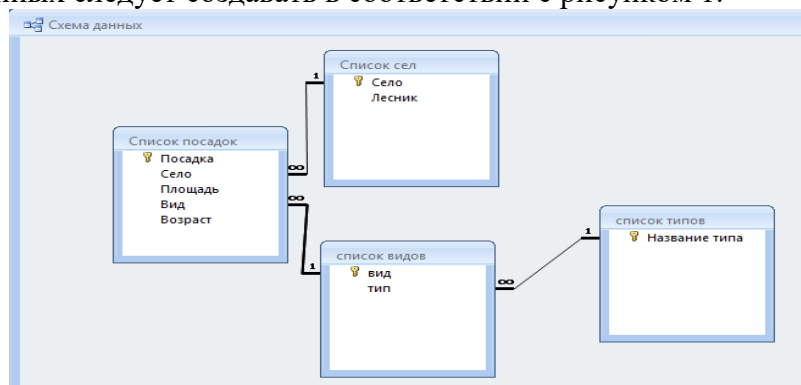 следует создавать в соответствии с рисунком 1.
Схема данных
Список сел
1
Село
Лесник
Список посадок
Посадка
Село
Площадь
Вид
Возраст
∞
∞
список видов
1
вид
тип
∞
список типов
1
Название типа